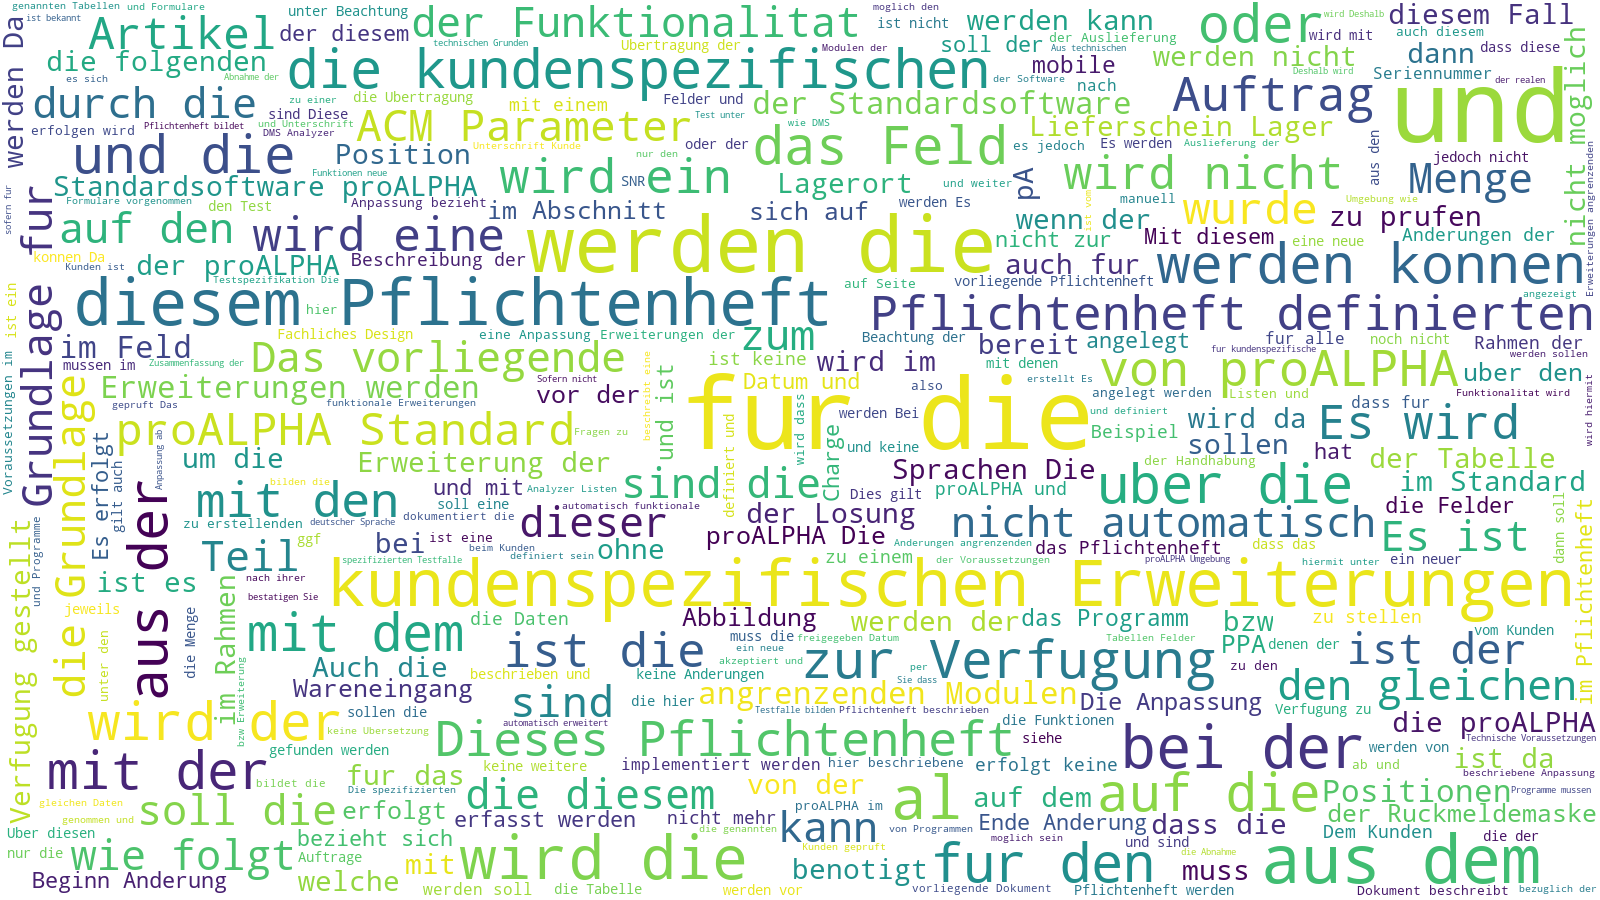 genannten Tabellen und Formulare
unter Beachtung
der Funktionalitat
moglich den
oder
wird Deshalb
diesem Fall
ist bekannt
Artikel
der diesem
technischen Grunden
Ubertragung der
Modulen der
ist nicht
werden kann
soll der
der Auslieferung
wird mit
auch diesem
werden Da
die folgenden
es sich
Abnahme der
die kundenspezifischen
der Software
Aus technischen
mobile
nach
werden nicht
Deshalb wird
dann
dass diese
Seriennummer
der realen
nicht moglich
durch die
zu einer
die Ubertragung
sind Diese
mit einem
Felder und
der Standardsoftware
Auftrag
und
erfolgen wird
Pflichtenheft bildet
und Unterschrift
DMS Analyzer
ACM Parameter
Test unter
wie DMS
Lieferschein Lager
und die
Position
Unterschrift Kunde
nur den
oder der
das Feld
es jedoch
Es werden
Auslieferung der
aus den
jedoch nicht
Standardsoftware proALPHA
Funktionen neue
wird ein
SNR
Lagerort
und weiter
pA
wird nicht
Menge
Erweiterungen angrenzenden
sofern fur
Formulare vorgenommen
den Test
Anpassung bezieht
im Abschnitt
sich auf
werden Es
manuell
ist vom
wurde
Umgebung wie
zu prufen
auf den
wird eine
werden die
nicht zur
wenn der
Mit diesem
eine neue
Anderungen der
konnen Da
Kunden ist
der proALPHA
Beschreibung der
auch fur
werden konnen
Testspezifikation Die
auf Seite
vorliegende Pflichtenheft
angezeigt
ist ein
Grundlage fur
diesem Pflichtenheft
hier
Pflichtenheft definierten
im Feld
Fachliches Design
eine Anpassung Erweiterungen der
zum
Beachtung der
bereit
angelegt
fur alle
noch nicht
Rahmen der
Voraussetzungen im
mussen im
Zusammenfassung der
Das vorliegende
ist keine
wird im
mit denen
fur kundenspezifische
werden sollen
von proALPHA
uber den
Erweiterungen werden
Sofern nicht
vor der
beschreibt eine
und ist
Datum und
also
erstellt Es
angelegt werden
Listen und
Funktionalitat wird
gepruft Das
funktionale Erweiterungen
fur die
werden Bei
und definiert
dass fur
wird hiermit
die Grundlage
proALPHA Standard
Fragen zu
wird dass
Charge
und keine
Beispiel
wird da
Es wird
Es erfolgt
gilt auch
Anpassung ab
um die
Erweiterung der
definiert und
Sprachen Die
der Handhabung
sollen
hat
der Tabelle
bilden die
und mit
Analyzer Listen
sind die
Dies gilt
proALPHA und
uber die
im Standard
Verfugung gestellt
und Programme
aus der
mit den
soll eine
automatisch funktionale
die Felder
zu erstellenden
deutscher Sprache
dokumentiert die
dieser
der Losung
nicht automatisch
dann soll
im Pflichtenheft
Teil
ggf
bei
ist eine
beim Kunden
ohne
proALPHA Die
Anderungen angrenzenden
das Pflichtenheft
dass das
Es ist
ist es
spezifizierten Testfalle
definiert sein
zu einem
der Voraussetzungen
proALPHA Umgebung
hiermit unter
ein neuer
nach ihrer
bestatigen Sie
kundenspezifischen Erweiterungen
jeweils
im Rahmen
die Daten
Abbildung
werden der
das Programm
bzw
zu stellen
unter den
die Menge
mit dem
ist die
muss die
ein neue
freigegeben Datum
Tabellen Felder
PPA
denen der
vom Kunden
ist der
Auch die
beschrieben und
keine Anderungen
akzeptiert und
zur Verfugung
per
Sie dass
zu den
bzw Erweiterung
Wareneingang
sind
die hier
angrenzenden Modulen
Die Anpassung
den gleichen
wird der
sollen die
Testfalle bilden
Pflichtenheft beschrieben
Verfugung zu
keine Ubersetzung
automatisch erweitert
die Funktionen
die proALPHA
gefunden werden
Dieses Pflichtenheft
siehe
bei der
werden von
Technische Voraussetzungen
mit der
keine weitere
implementiert werden
hier beschriebene
erfolgt keine
ab und
ist da
bildet die
fur das
von der
beschriebene Anpassung
gleichen Daten
Die spezifizierten
die diesem
al
auf dem
auf die
Positionen
Programme mussen
genommen und
soll die
erfolgt
erfasst werden
nicht mehr
proALPHA im
Ende Anderung
dass die
der Ruckmeldemaske
Uber diesen
bezieht sich
die genannten
kann
von Programmen
moglich sein
und sind
Dem Kunden
die der
nur die
wie folgt
Auftrage
mit
wird die
Kunden gepruft
benotigt
fur den
die Abnahme
muss
aus dem
Beginn Anderung
welche
werden soll
die Tabelle
werden vor
vorliegende Dokument
Pflichtenheft werden
Dokument beschreibt
bezuglich der